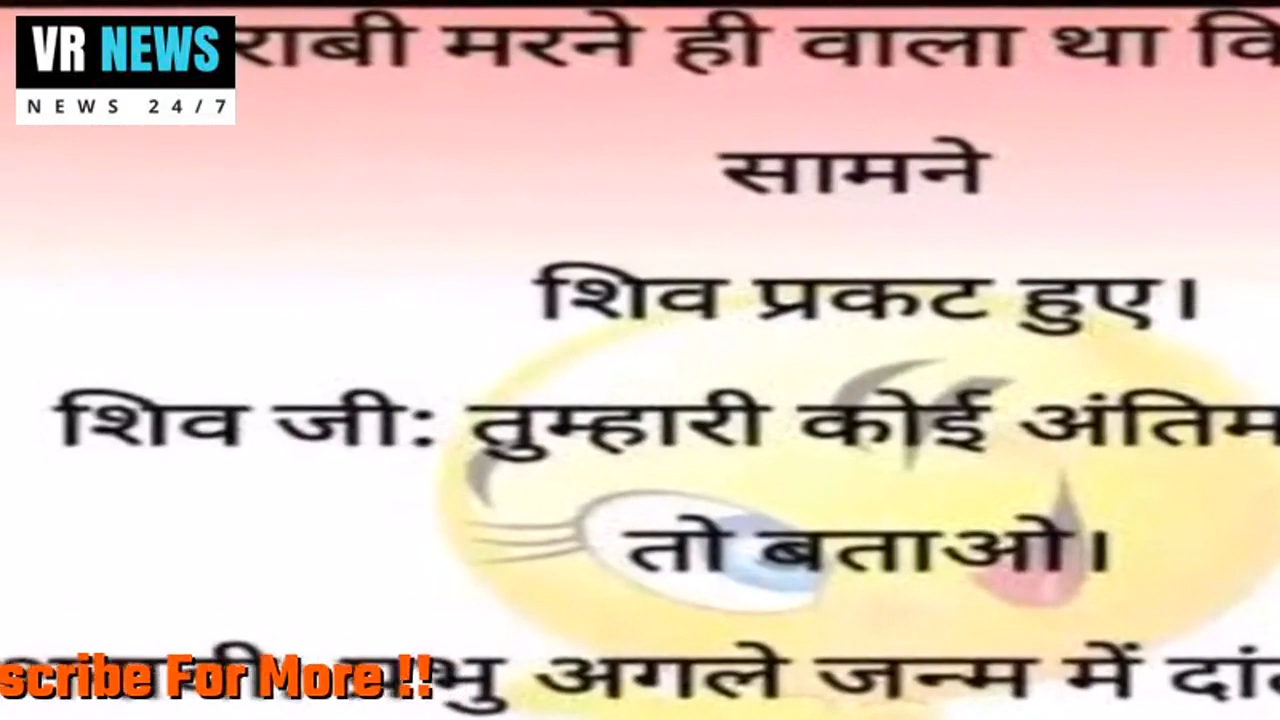 VR NEWS
NEWS 24/7
राबी मरने ही वाला था
सामने
शिव प्रकट हुए।
शिव जी: तुम्हारी कोई अंतिम
तो बताओ।
अगले जन्म में
scribe For More !!